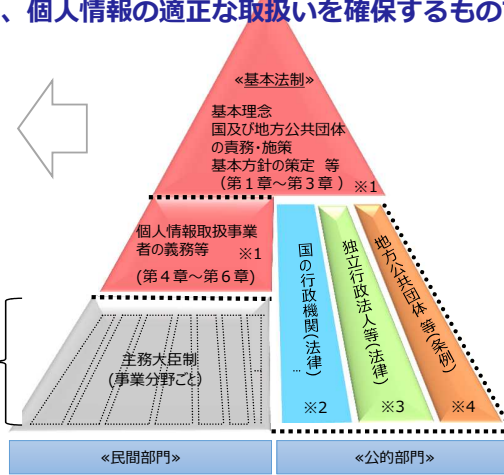 、個人情報の適正な取扱いを確保するもの
≪基本法制≫
基本理念
国及び地方公共団体
の責務・施策
基本方針の策定 等
(第1章～第3章) ※1
個人情報取扱事業
者の義務等 ※1
(第4章～第6章)
主務大臣制
(事業分野ごと)
…
国の行政機関(法律)
…
※2
独立行政法人等(法律)
※3
地方公共団体 等(条例)
※4
≪民間部門≫
≪公的部門≫